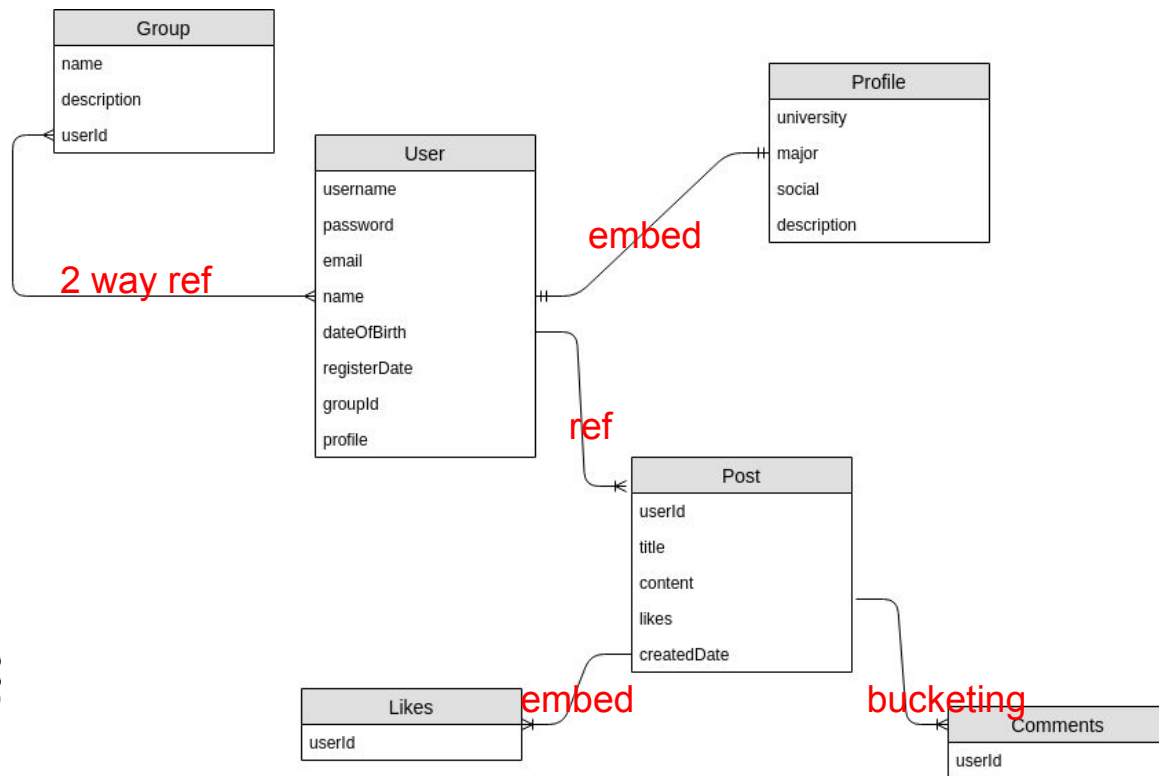 Group
name
description
userId
Profile
university
major
social
description
User
username
password
email
name
dateOfBirth
registerDate
groupId
profile
embed
2 way ref
ref
Post
userId
title
content
likes
createdDate
Likes
userId
embed
bucketing
Comments
userId